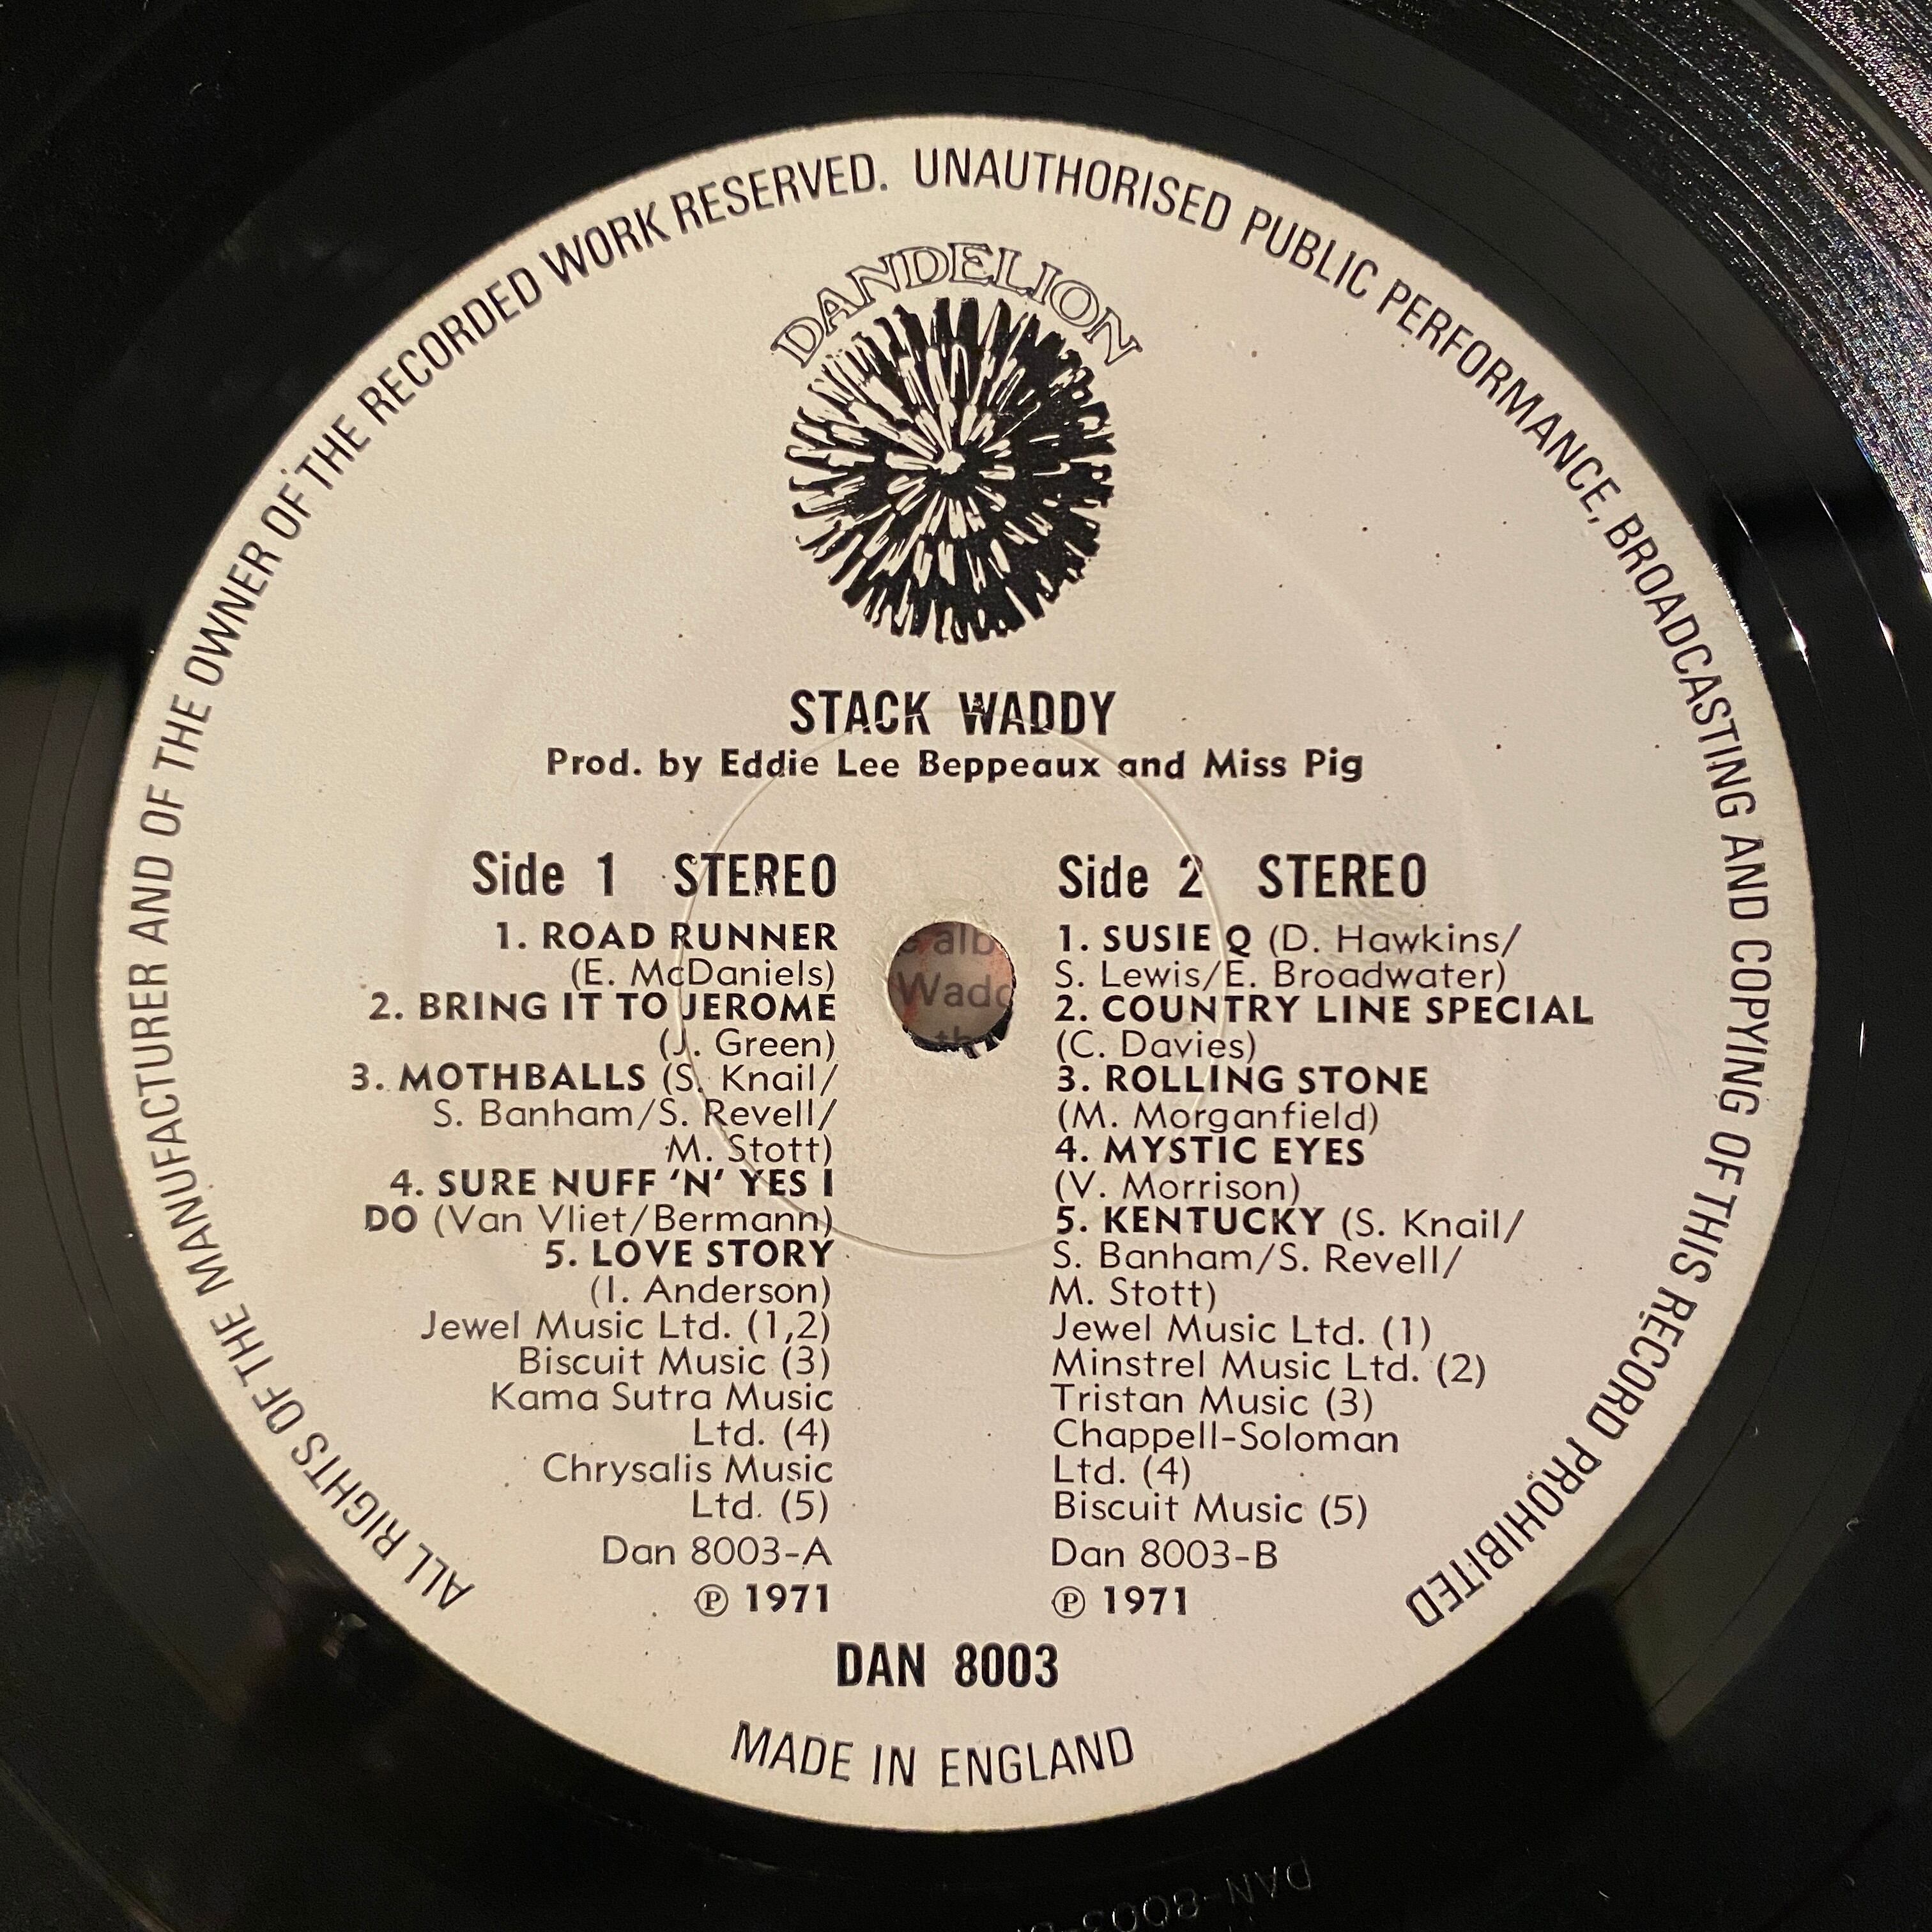 ALL RIGHTS OF THE MANUFACTURER AND OF THE OWNER OF THE RECORDED WORK RESERVED. UNAUTHORISED PUBLIC PERFORMANCE, BROADCASTING AND COPYING OF THIS RECORD PROHIBITED
DANDELION
STACK WADDY
Prod. by Eddie Lee Beppeaux and Miss Pig
Side 1 STEREO
1. ROAD RUNNER
(E. McDaniels)
2. BRING IT TO JEROME
(J. Green)
3. MOTHBALLS (S. Knail/
S. Banham/S. Revell/
M. Stott)
4. SURE NUFF 'N' YES I
DO (Van Vliet/Bermann)
5. LOVE STORY
(I. Anderson)
Jewel Music Ltd. (1,2)
Biscuit Music (3)
Kama Sutra Music
Ltd. (4)
Chrysalis Music
Ltd. (5)
Dan 8003-A
℗ 1971
Side 2 STEREO
1. SUSIE Q (D. Hawkins/
S. Lewis/E. Broadwater)
2. COUNTRY LINE SPECIAL
(C. Davies)
3. ROLLING STONE
(M. Morganfield)
4. MYSTIC EYES
(V. Morrison)
5. KENTUCKY (S. Knail/
S. Banham/S. Revell/
M. Stott)
Jewel Music Ltd. (1)
Minstrel Music Ltd. (2)
Tristan Music (3)
Chappell-Soloman
Ltd. (4)
Biscuit Music (5)
Dan 8003-B
℗ 1971
DAN 8003
MADE IN ENGLAND
DAN-8003